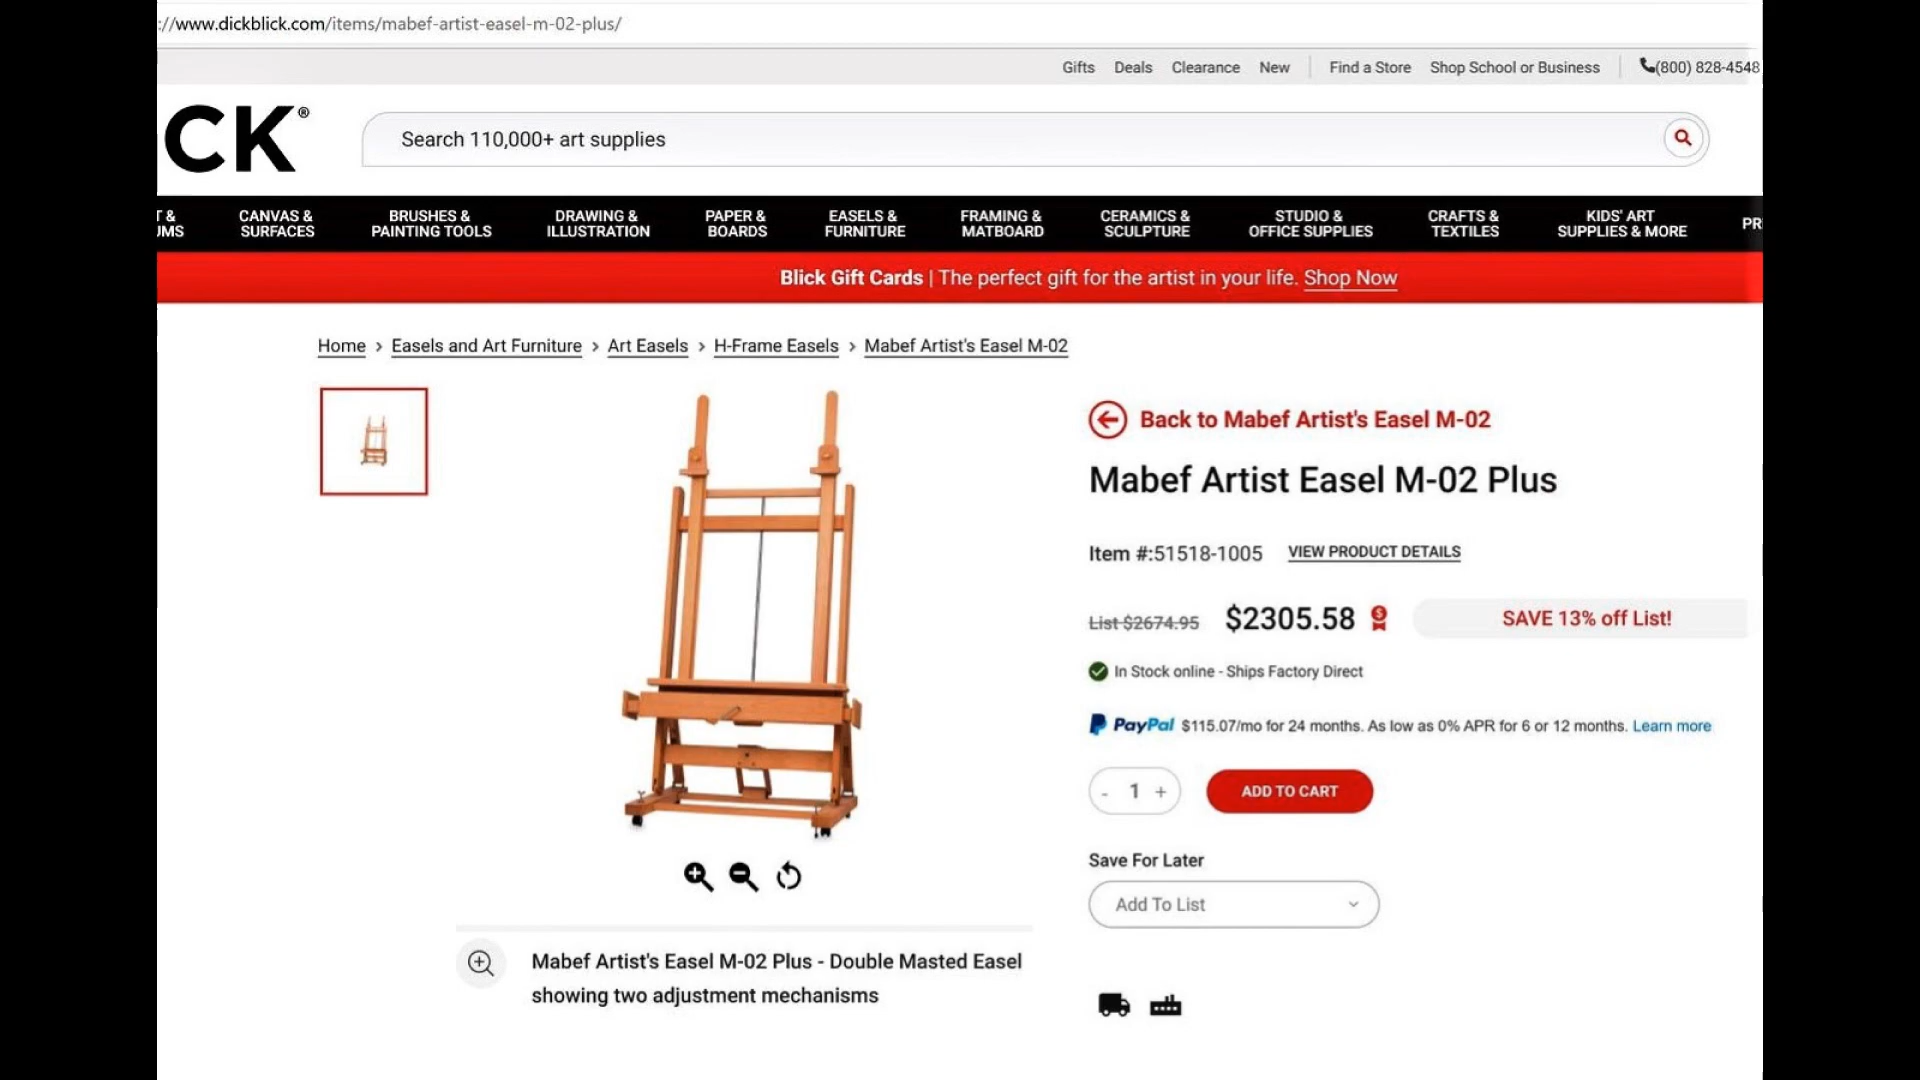 ://www.dickblick.com/items/mabef-artist-easel-m-02-plus/
Gifts Deals Clearance New Find a Store Shop School or Business (800) 828-4548
CK®
Search 110,000+ art supplies
T &
UMS
CANVAS &
SURFACES
BRUSHES &
PAINTING TOOLS
DRAWING &
ILLUSTRATION
PAPER &
BOARDS
EASELS &
FURNITURE
FRAMING &
MATBOARD
CERAMICS &
SCULPTURE
STUDIO &
OFFICE SUPPLIES
CRAFTS &
TEXTILES
KIDS' ART
SUPPLIES & MORE
PR
Blick Gift Cards | The perfect gift for the artist in your life. Shop Now
Home > Easels and Art Furniture > Art Easels > H-Frame Easels > Mabef Artist's Easel M-02
Back to Mabef Artist's Easel M-02
Mabef Artist Easel M-02 Plus
Item #:51518-1005 VIEW PRODUCT DETAILS
List $2674.95 $2305.58 SAVE 13% off List!
In Stock online - Ships Factory Direct
PayPal $115.07/mo for 24 months. As low as 0% APR for 6 or 12 months. Learn more
- 1 + ADD TO CART
Save For Later
Add To List
Mabef Artist's Easel M-02 Plus - Double Masted Easel
showing two adjustment mechanisms